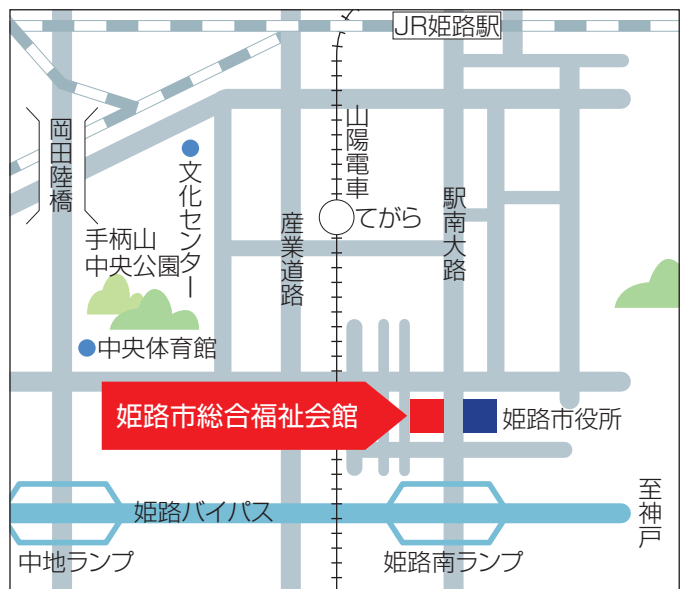 JR姫路駅
岡田陸橋
文化センター
山陽電車
てがら
駅南大路
産業道路
手柄山
中央公園
中央体育館
姫路市総合福祉会館
姫路市役所
姫路バイパス
至神戸
中地ランプ
姫路南ランプ